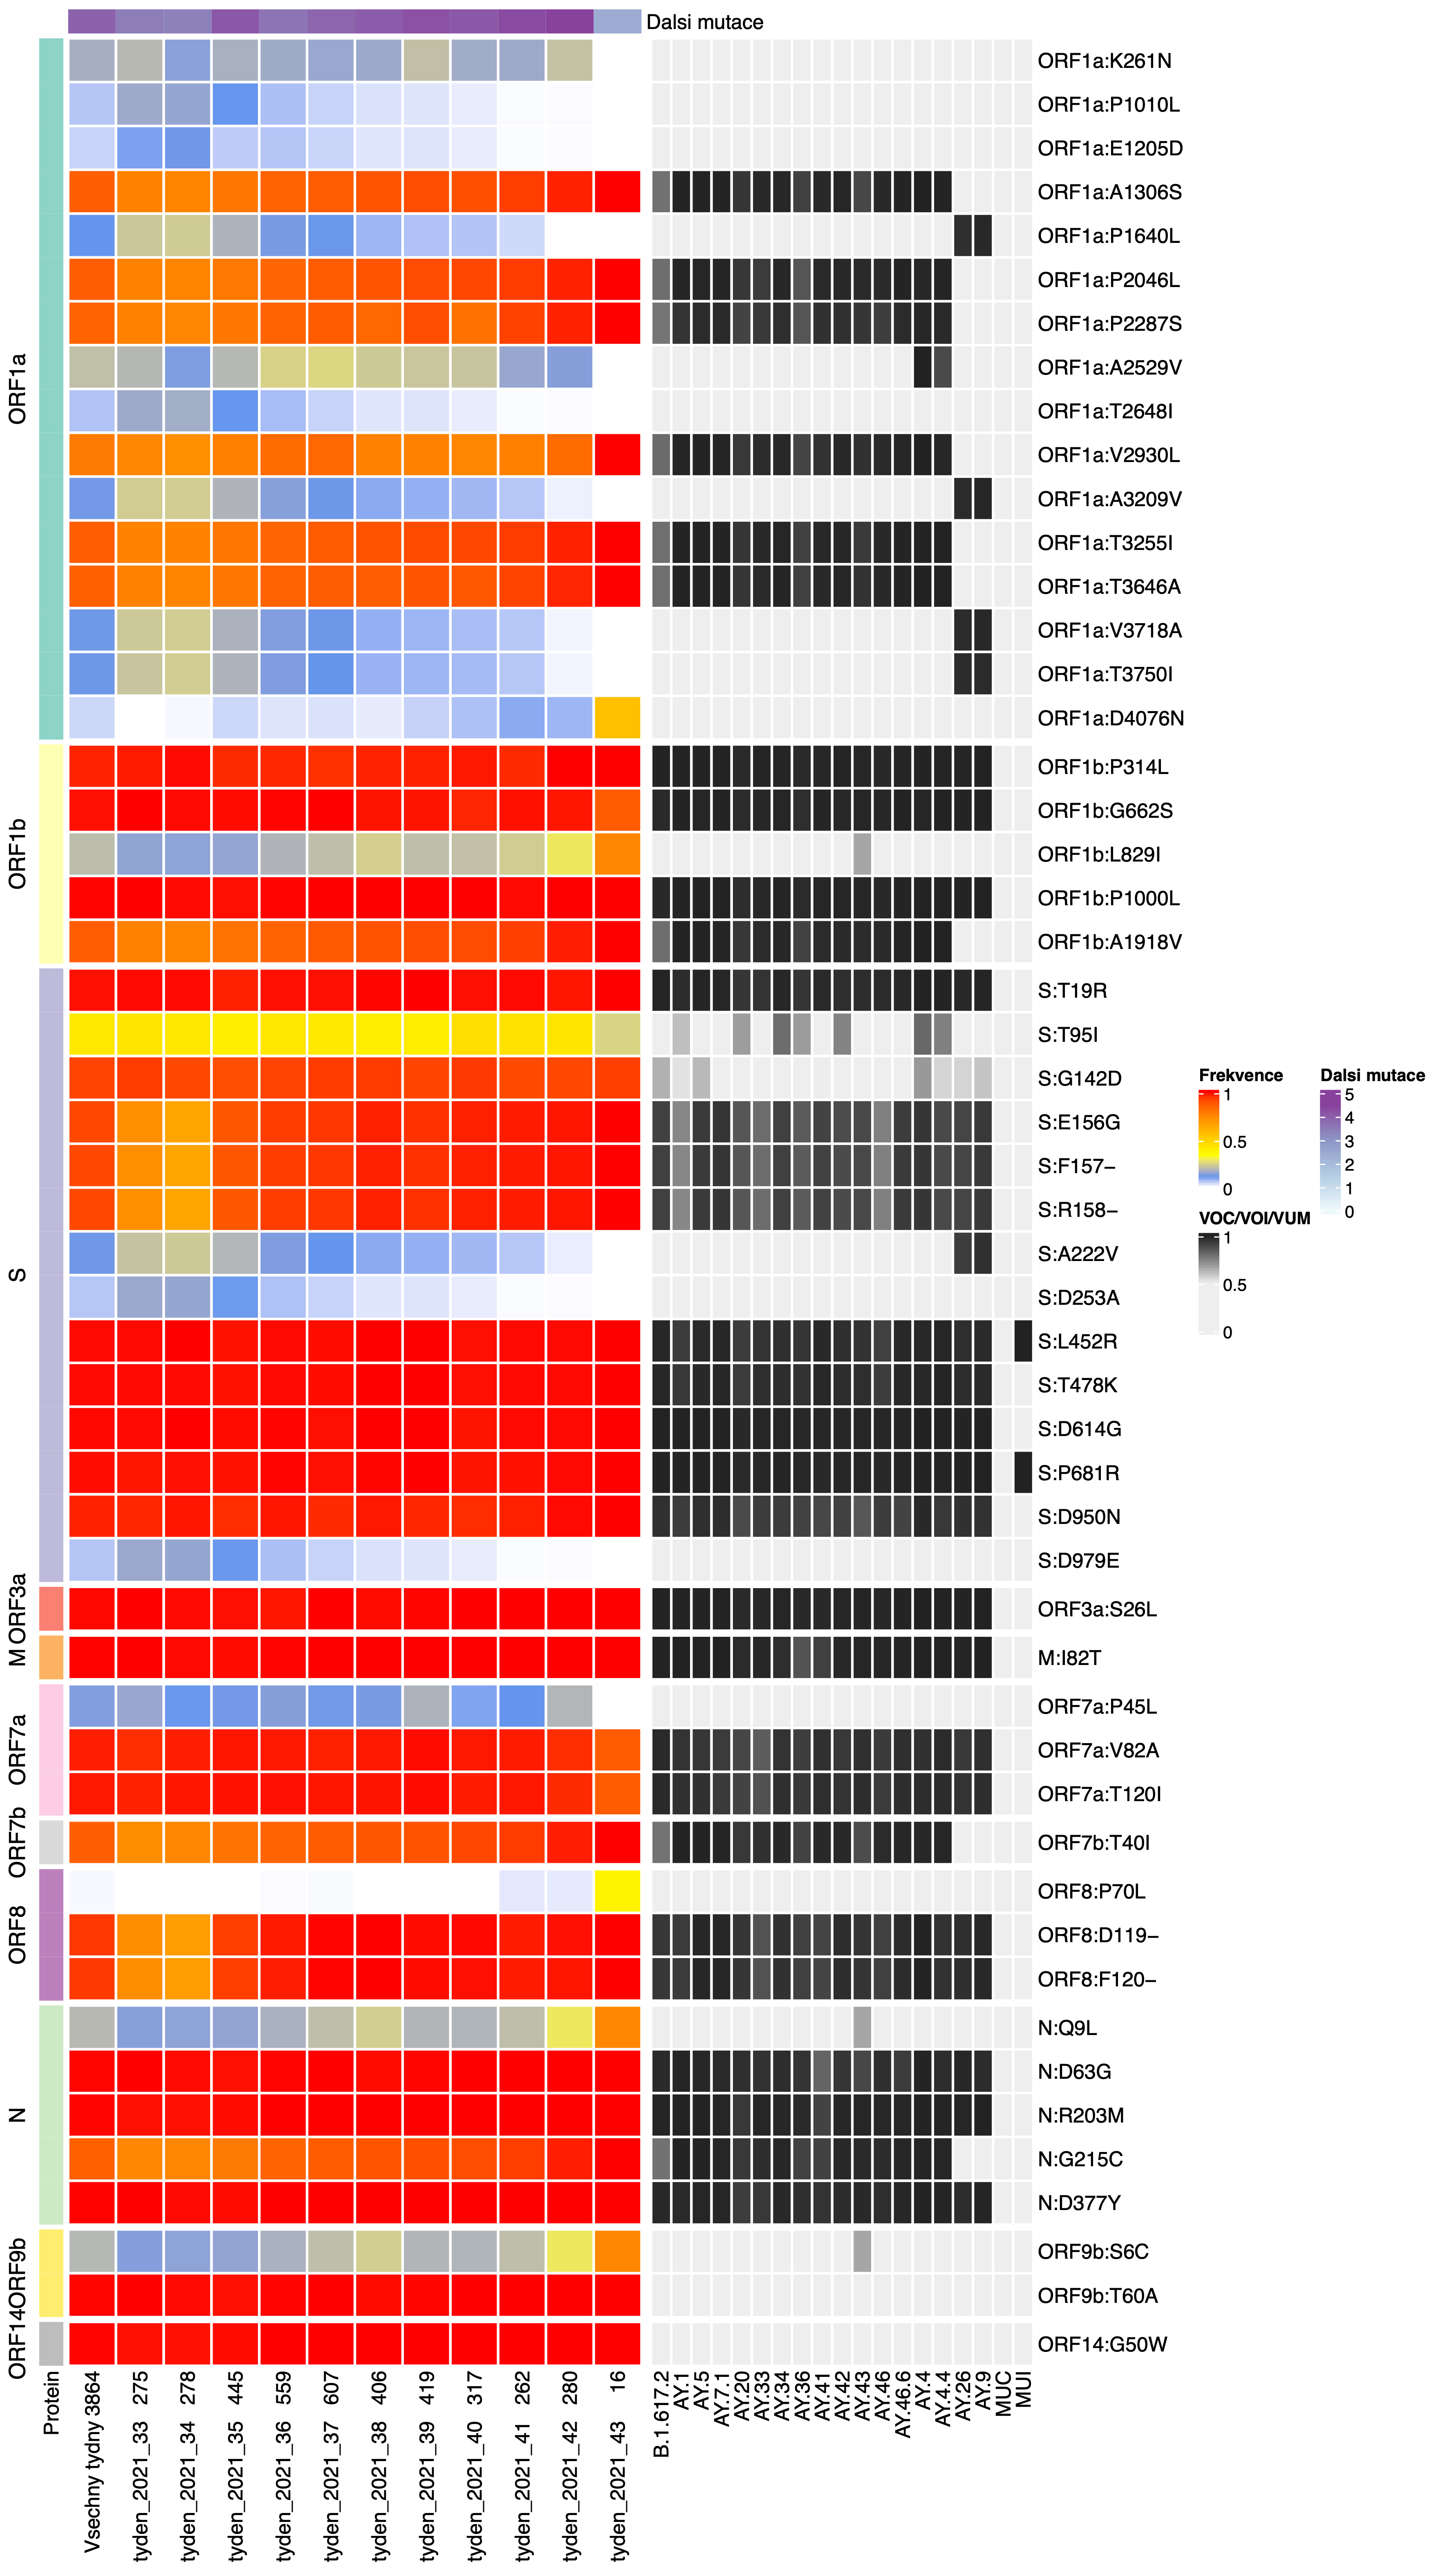 Dalsi mutace
ORF1a
ORF1a:K261N
ORF1a:P1010L
ORF1a:E1205D
ORF1a:A1306S
ORF1a:P1640L
ORF1a:P2046L
ORF1a:P2287S
ORF1a:A2529V
ORF1a:T2648I
ORF1a:V2930L
ORF1a:A3209V
ORF1a:T3255I
ORF1a:T3646A
ORF1a:V3718A
ORF1a:T3750I
ORF1a:D4076N
ORF1b
ORF1b:P314L
ORF1b:G662S
ORF1b:L829I
ORF1b:P1000L
ORF1b:A1918V
S
S:T19R
S:T95I
S:G142D
S:E156G
S:F157–
S:R158–
S:A222V
S:D253A
S:L452R
S:T478K
S:D614G
S:P681R
S:D950N
S:D979E
ORF3a
ORF3a:S26L
M
M:I82T
ORF7a
ORF7a:P45L
ORF7a:V82A
ORF7a:T120I
ORF7b
ORF7b:T40I
ORF8
ORF8:P70L
ORF8:D119–
ORF8:F120–
N
N:Q9L
N:D63G
N:R203M
N:G215C
N:D377Y
ORF9b
ORF9b:S6C
ORF9b:T60A
ORF14
ORF14:G50W
Protein
Vsechny tydny 3864
tyden_2021_33 275
tyden_2021_34 278
tyden_2021_35 445
tyden_2021_36 559
tyden_2021_37 607
tyden_2021_38 406
tyden_2021_39 419
tyden_2021_40 317
tyden_2021_41 262
tyden_2021_42 280
tyden_2021_43 16
B.1.617.2
AY.1
AY.5
AY.7.1
AY.20
AY.33
AY.34
AY.36
AY.41
AY.42
AY.43
AY.46
AY.46.6
AY.4
AY.4.4
AY.26
AY.9
MUC
MUI
Frekvence
1
0.5
0
Dalsi mutace
5
4
3
2
1
0
VOC/VOI/VUM
1
0.5
0